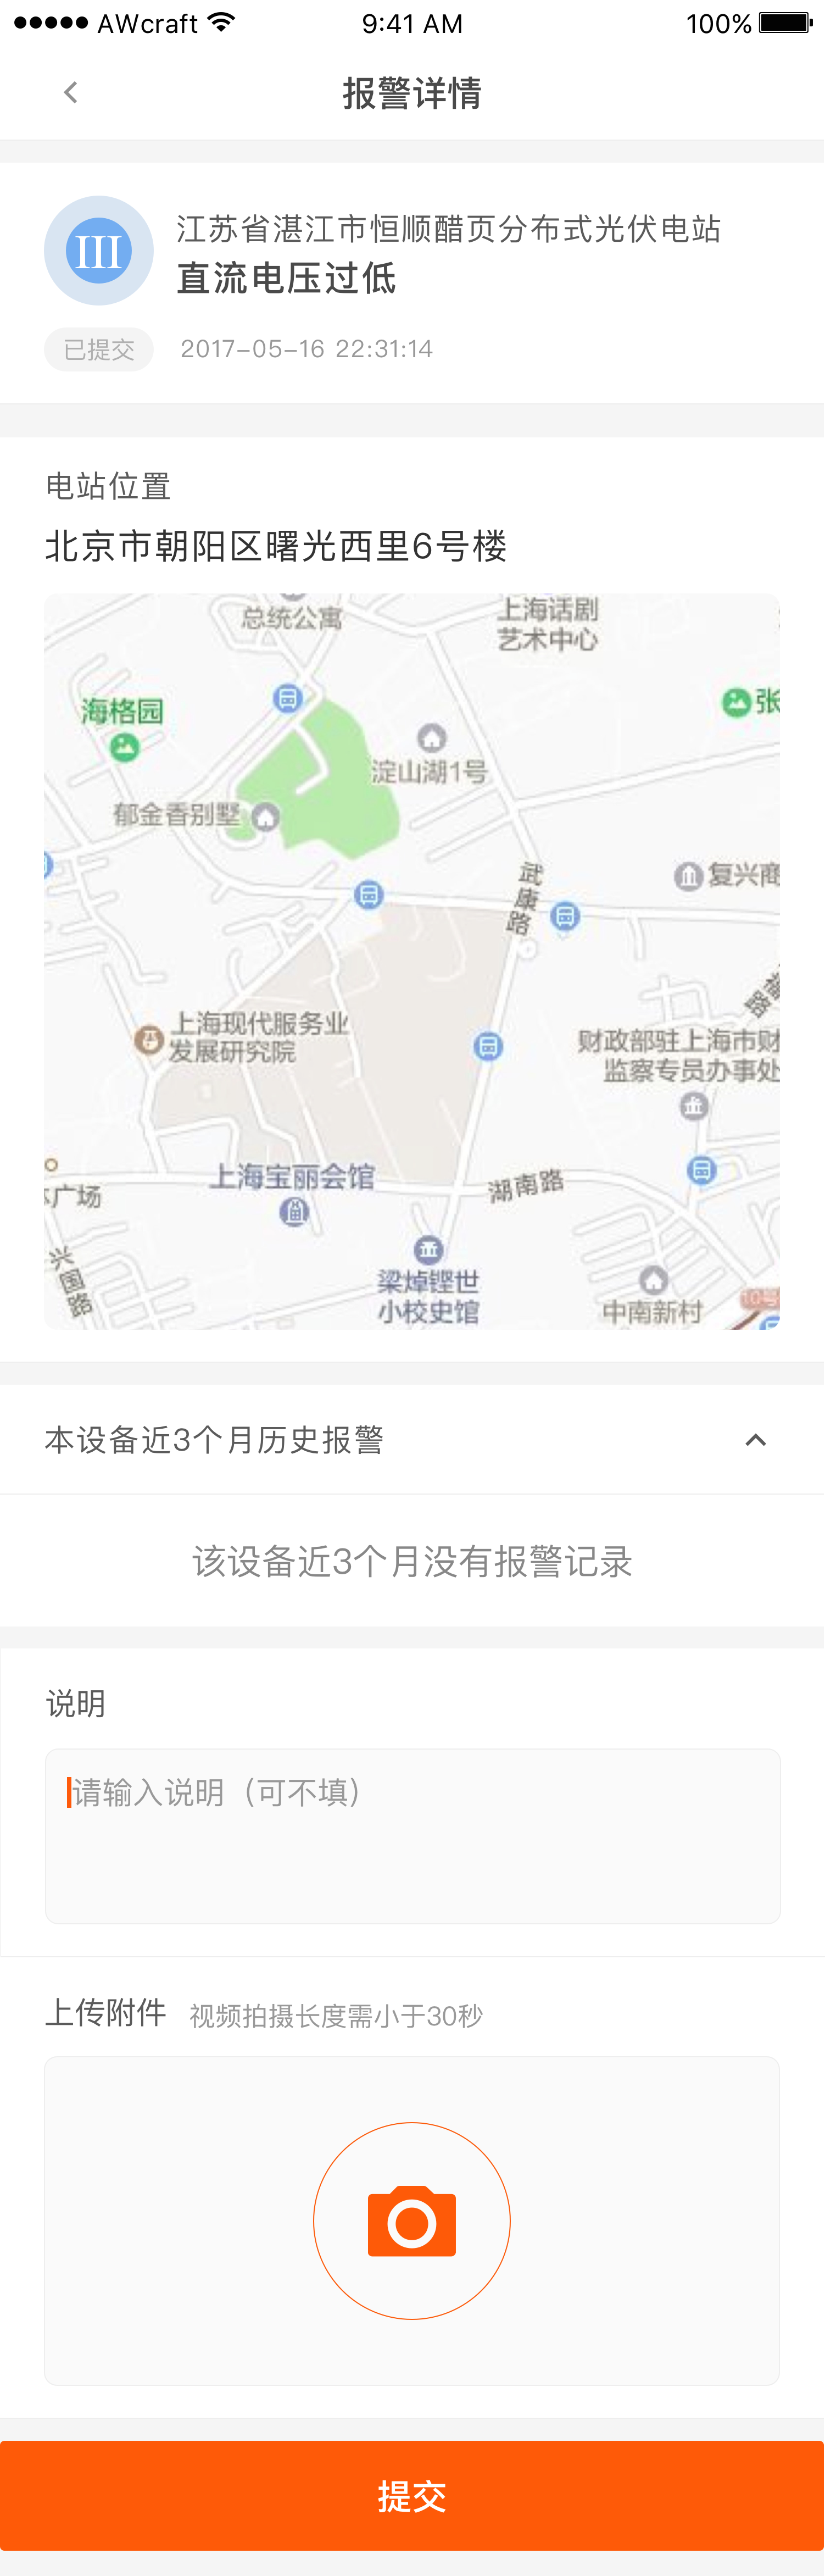 AWcraft 9:41 AM 100%
报警详情
III
江苏省湛江市恒顺醋页分布式光伏电站
直流电压过低
已提交 2017-05-16 22:31:14
电站位置
北京市朝阳区曙光西里6号楼
总统公寓
上海话剧
艺术中心
海格园
张
淀山湖1号
郁金香别墅
武康路
复兴商
福
路
上海现代服务业
发展研究院
财政部驻上海市财
监察专员办事处
上海宝丽会馆
湖南路
广场
兴国路
梁焯铿世
小校史馆
中南新村
10号
本设备近3个月历史报警
该设备近3个月没有报警记录
说明
请输入说明（可不填）
上传附件 视频拍摄长度需小于30秒
提交